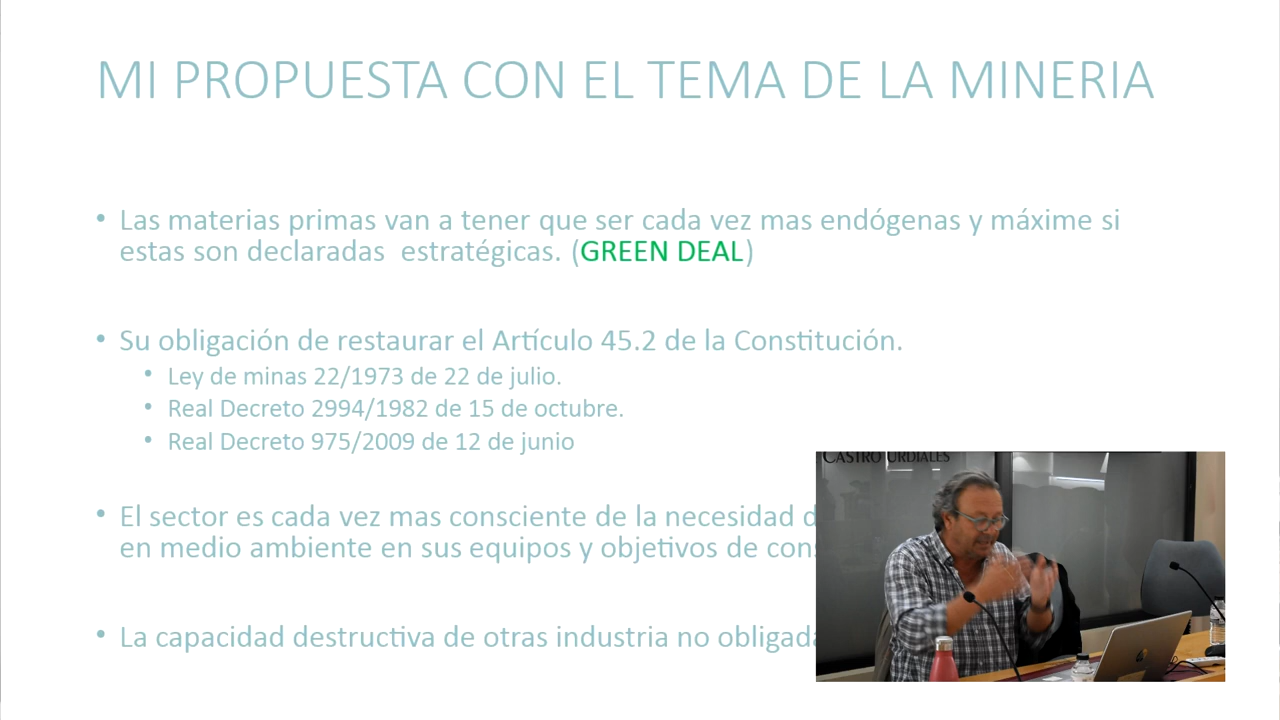 MI PROPUESTA CON EL TEMA DE LA MINERIA
• Las materias primas van a tener que ser cada vez mas endógenas y máxime si
estas son declaradas estratégicas. (GREEN DEAL)
• Su obligación de restaurar el Artículo 45.2 de la Constitución.
• Ley de minas 22/1973 de 22 de julio.
• Real Decreto 2994/1982 de 15 de octubre.
• Real Decreto 975/2009 de 12 de junio
• El sector es cada vez mas consciente de la necesidad
en medio ambiente en sus equipos y objetivos de
• La capacidad destructiva de otras industria no
CASTRO URDIALES